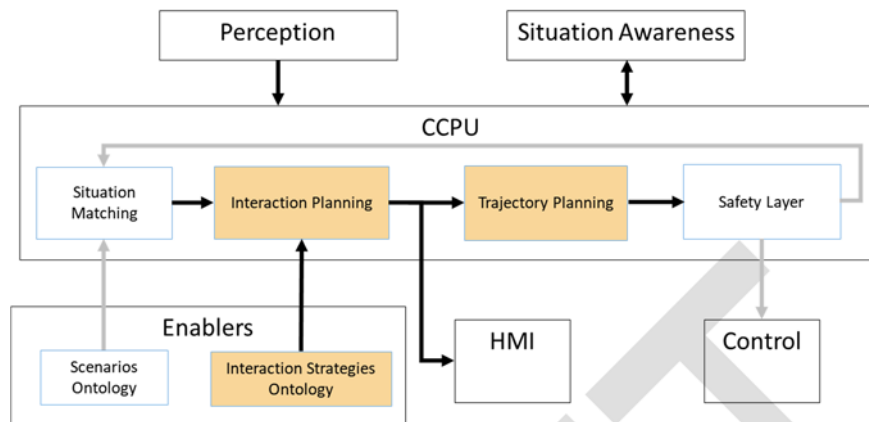 Perception
Situation Awareness
CCPU
Situation
Matching
Interaction Planning
Trajectory Planning
Safety Layer
Enablers
HMI
Control
Scenarios
Ontology
Interaction Strategies
Ontology